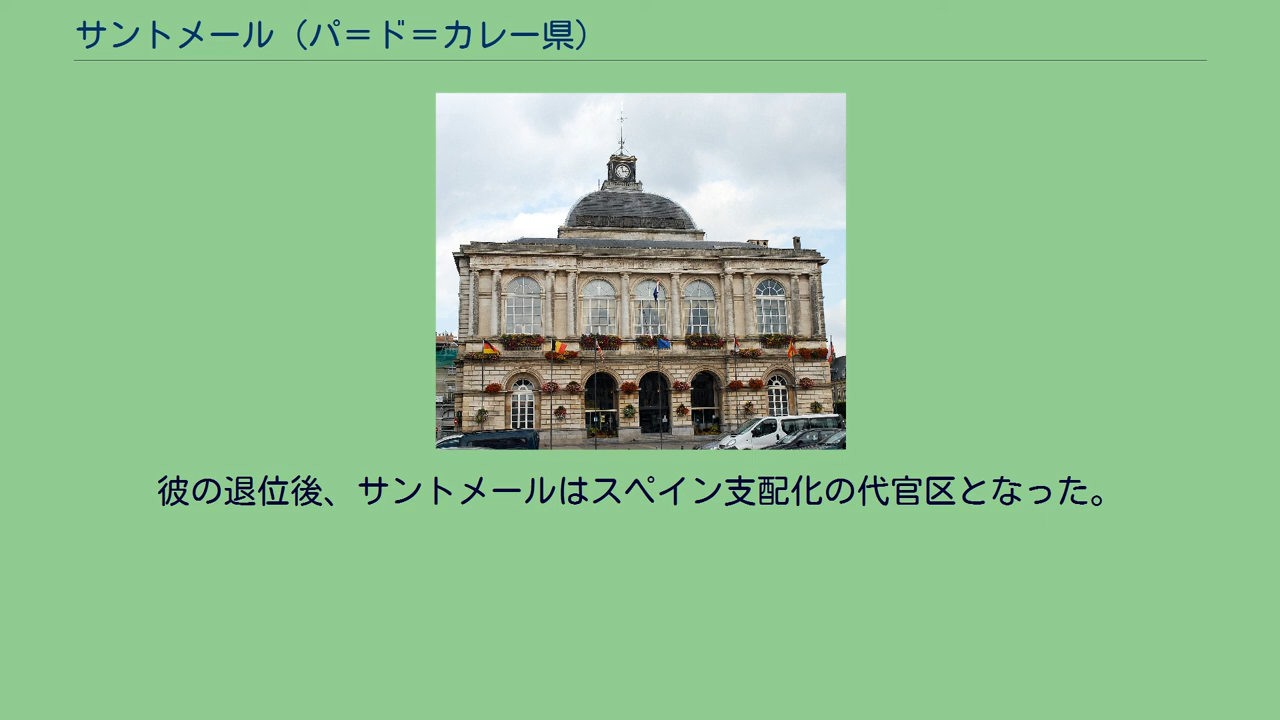 サントメール（パ＝ド＝カレー県）
彼の退位後、サントメールはスペイン支配化の代官区となった。